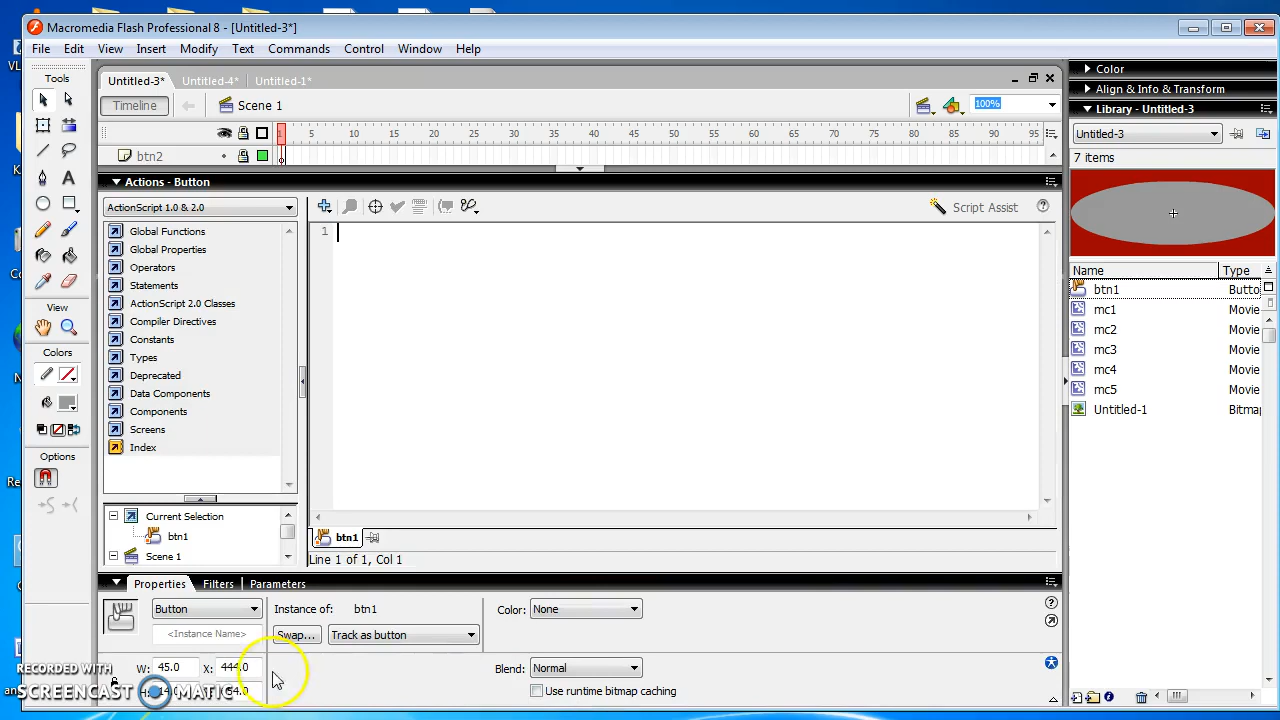 Macromedia Flash Professional 8 - [Untitled-3*]
File Edit View Insert Modify Text Commands Control Window Help
Tools
Untitled-3* Untitled-4* Untitled-1*
Timeline Scene 1 100%
1 5 10 15 20 25 30 35 40 45 50 55 60 65 70 75 80 85 90 95
btn2
Actions - Button
ActionScript 1.0 & 2.0
Script Assist
Global Functions
Global Properties
Operators
Statements
ActionScript 2.0 Classes
Compiler Directives
Constants
Types
Deprecated
Data Components
Components
Screens
Index
1
Current Selection
btn1
Scene 1
btn1
Line 1 of 1, Col 1
View
Colors
Options
Properties Filters Parameters
Button
<Instance Name>
Instance of: btn1
Swap... Track as button
Color: None
W: 45.0 X: 444.0
Blend: Normal
Use runtime bitmap caching
Color
Align & Info & Transform
Library - Untitled-3
Untitled-3
7 items
Name Type
btn1 Butto
mc1 Movie
mc2 Movie
mc3 Movie
mc4 Movie
mc5 Movie
Untitled-1 Bitma
RECORDED WITH
SCREENCAST MATIC